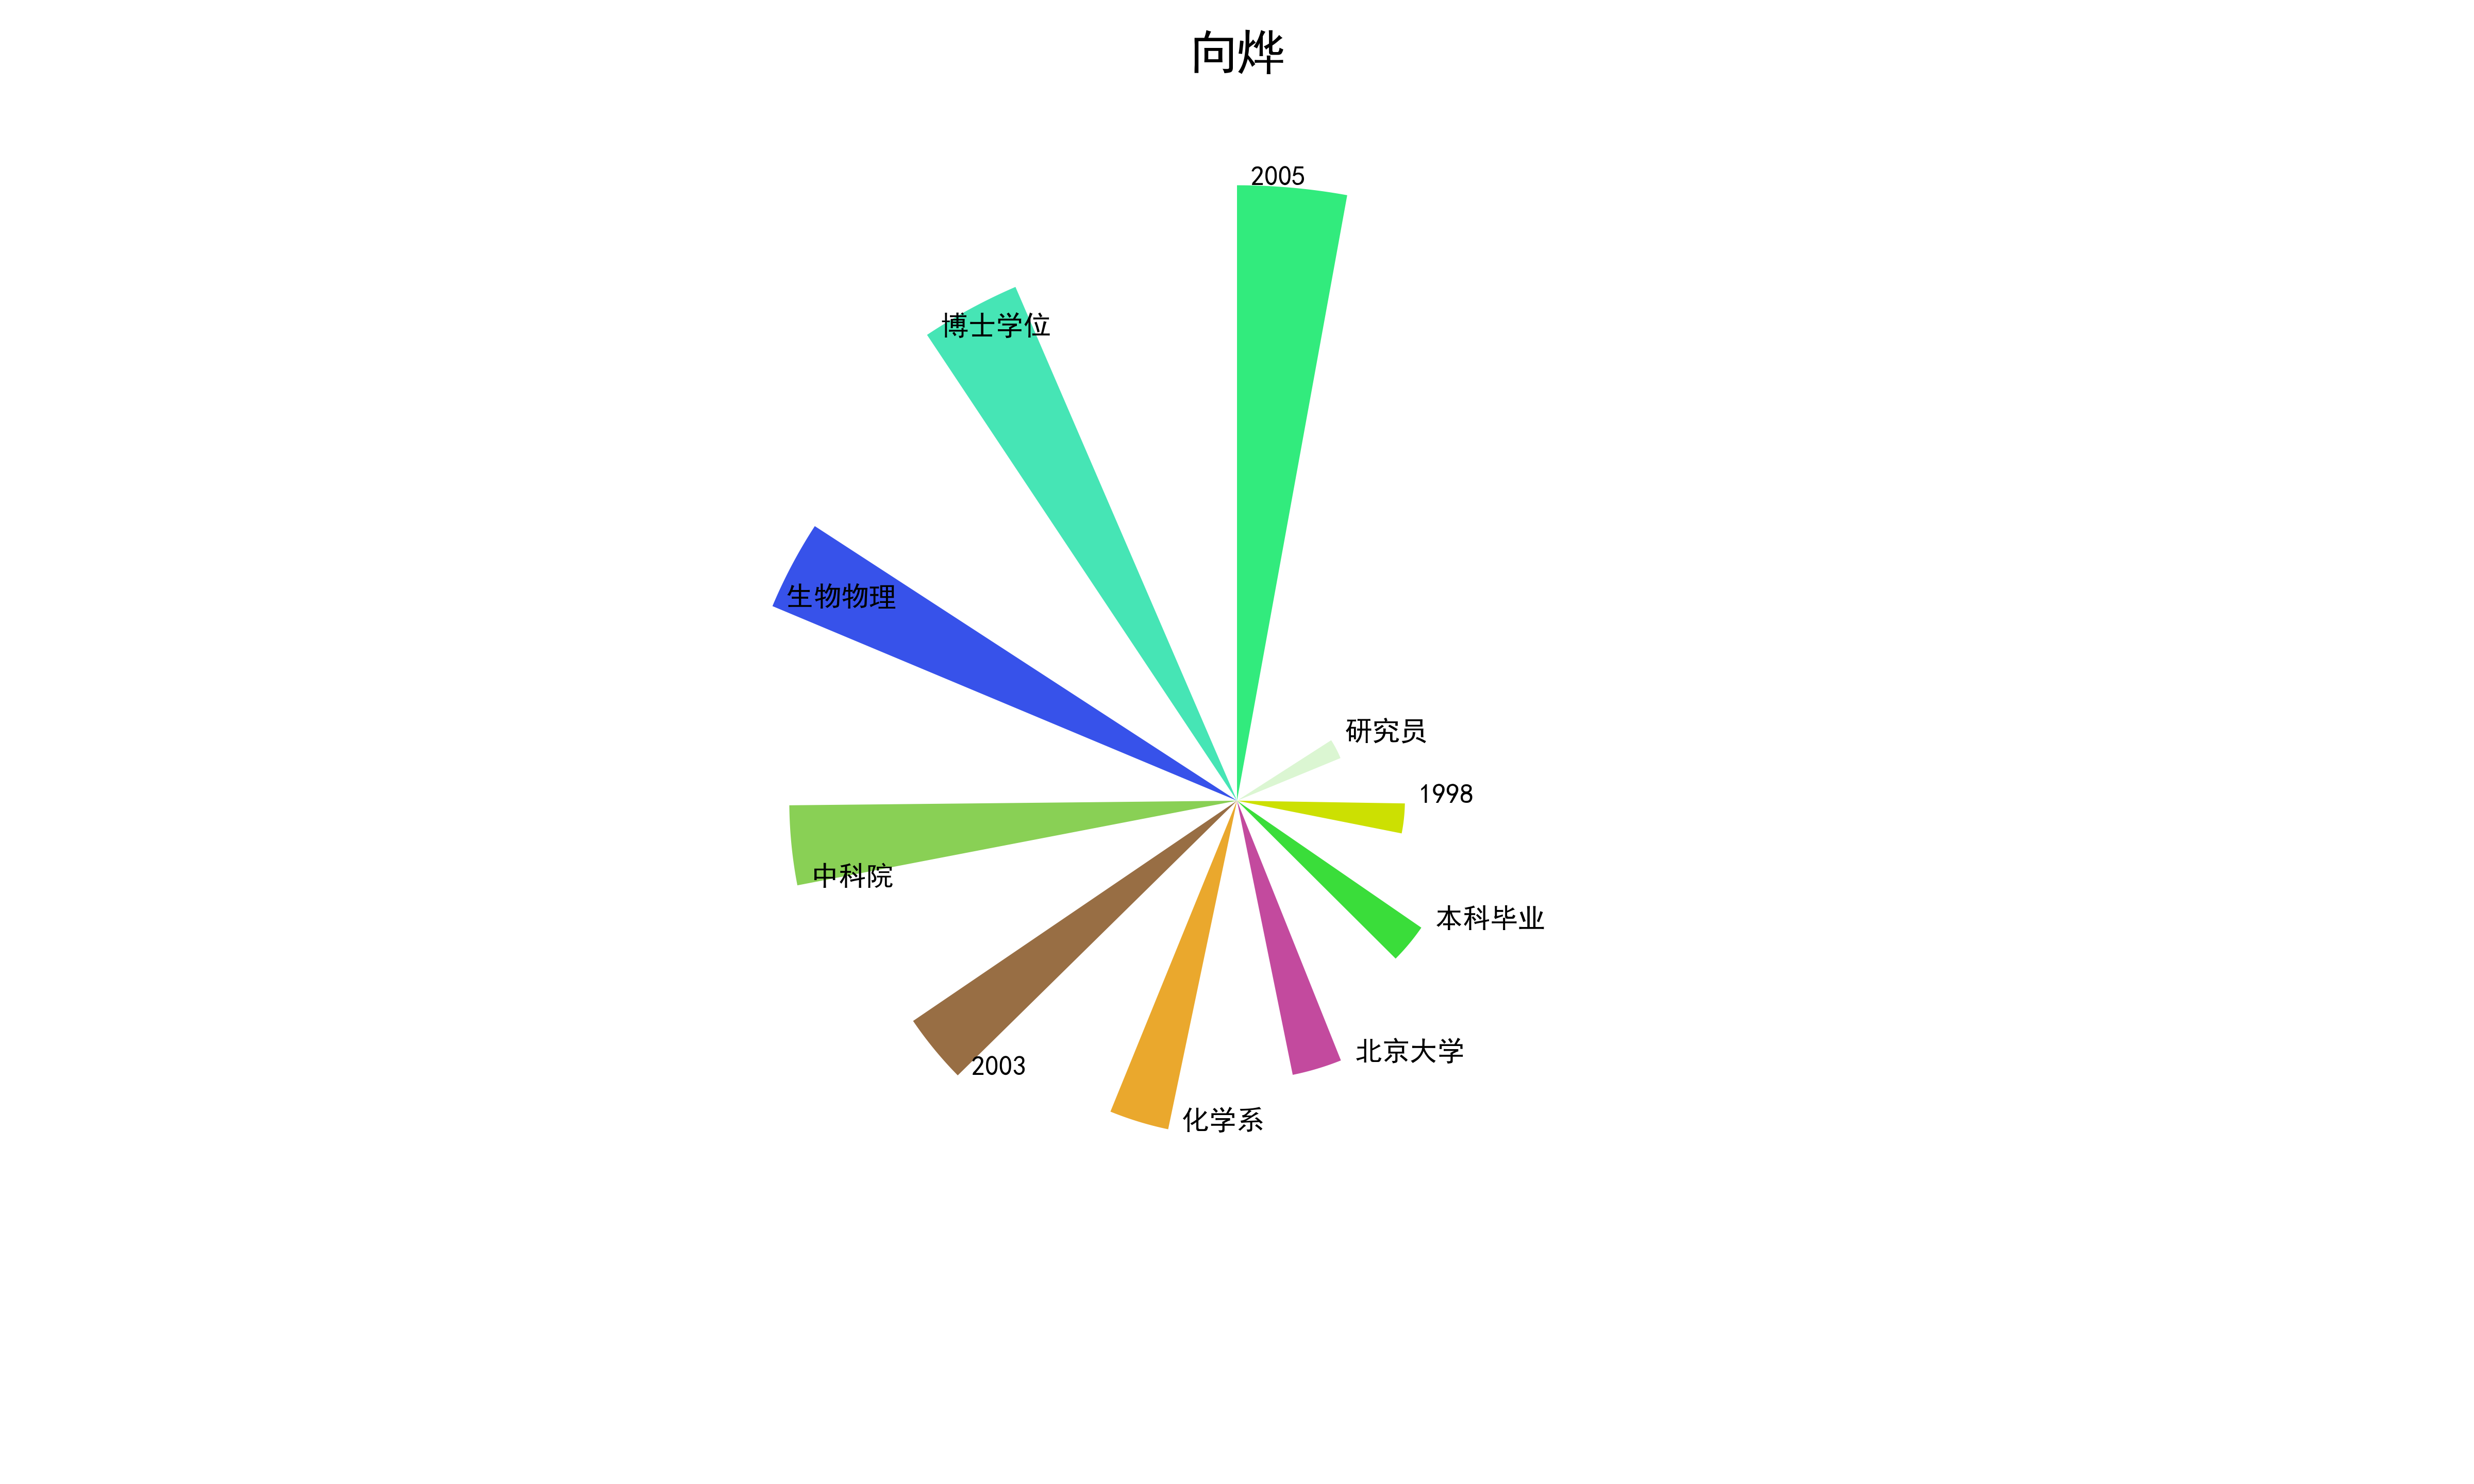 向烨
2005
博士学位
生物物理
研究员
1998
中科院
本科毕业
北京大学
2003
化学系